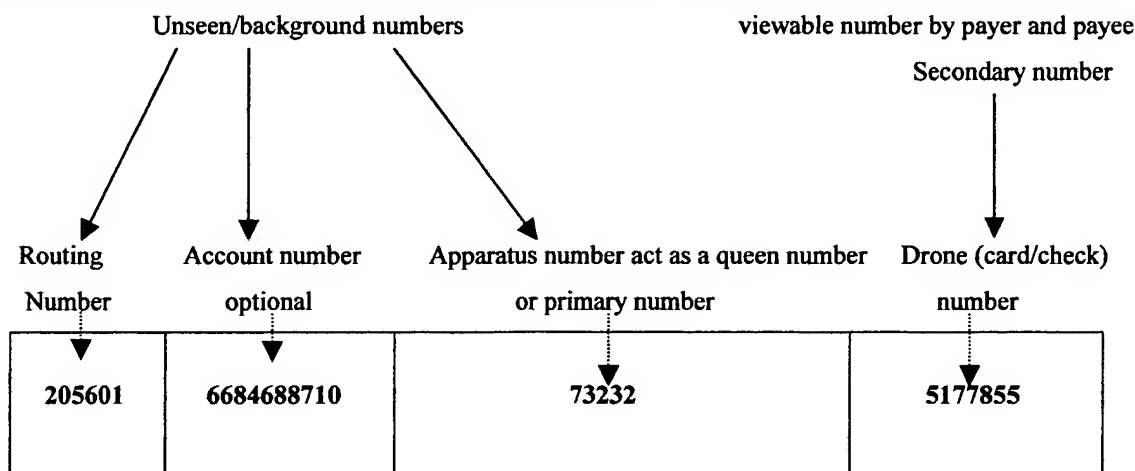 Unseen/background numbers
viewable number by payer and payee
Secondary number
Routing
Number
Account number
optional
Apparatus number act as a queen number
or primary number
Drone (card/check)
number
205601
6684688710
73232
5177855